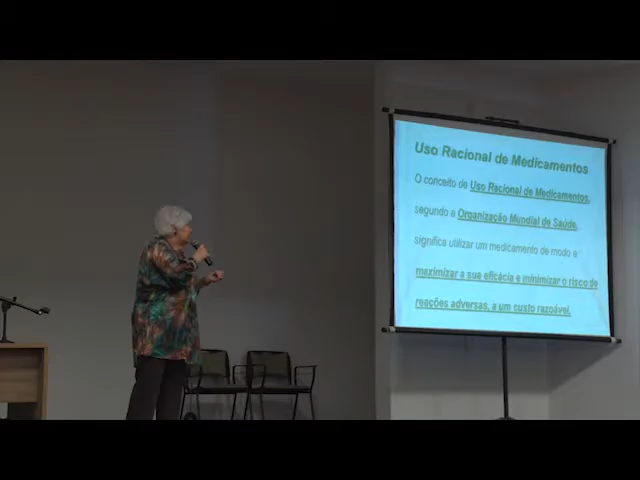 Uso Racional de Medicamentos
O conceito de Uso Racional de Medicamentos,
segundo a Organização Mundial de Saúde,
significa utilizar um medicamento de modo a
maximizar a sua eficácia e minimizar o risco de
reações adversas, a um custo razoável.